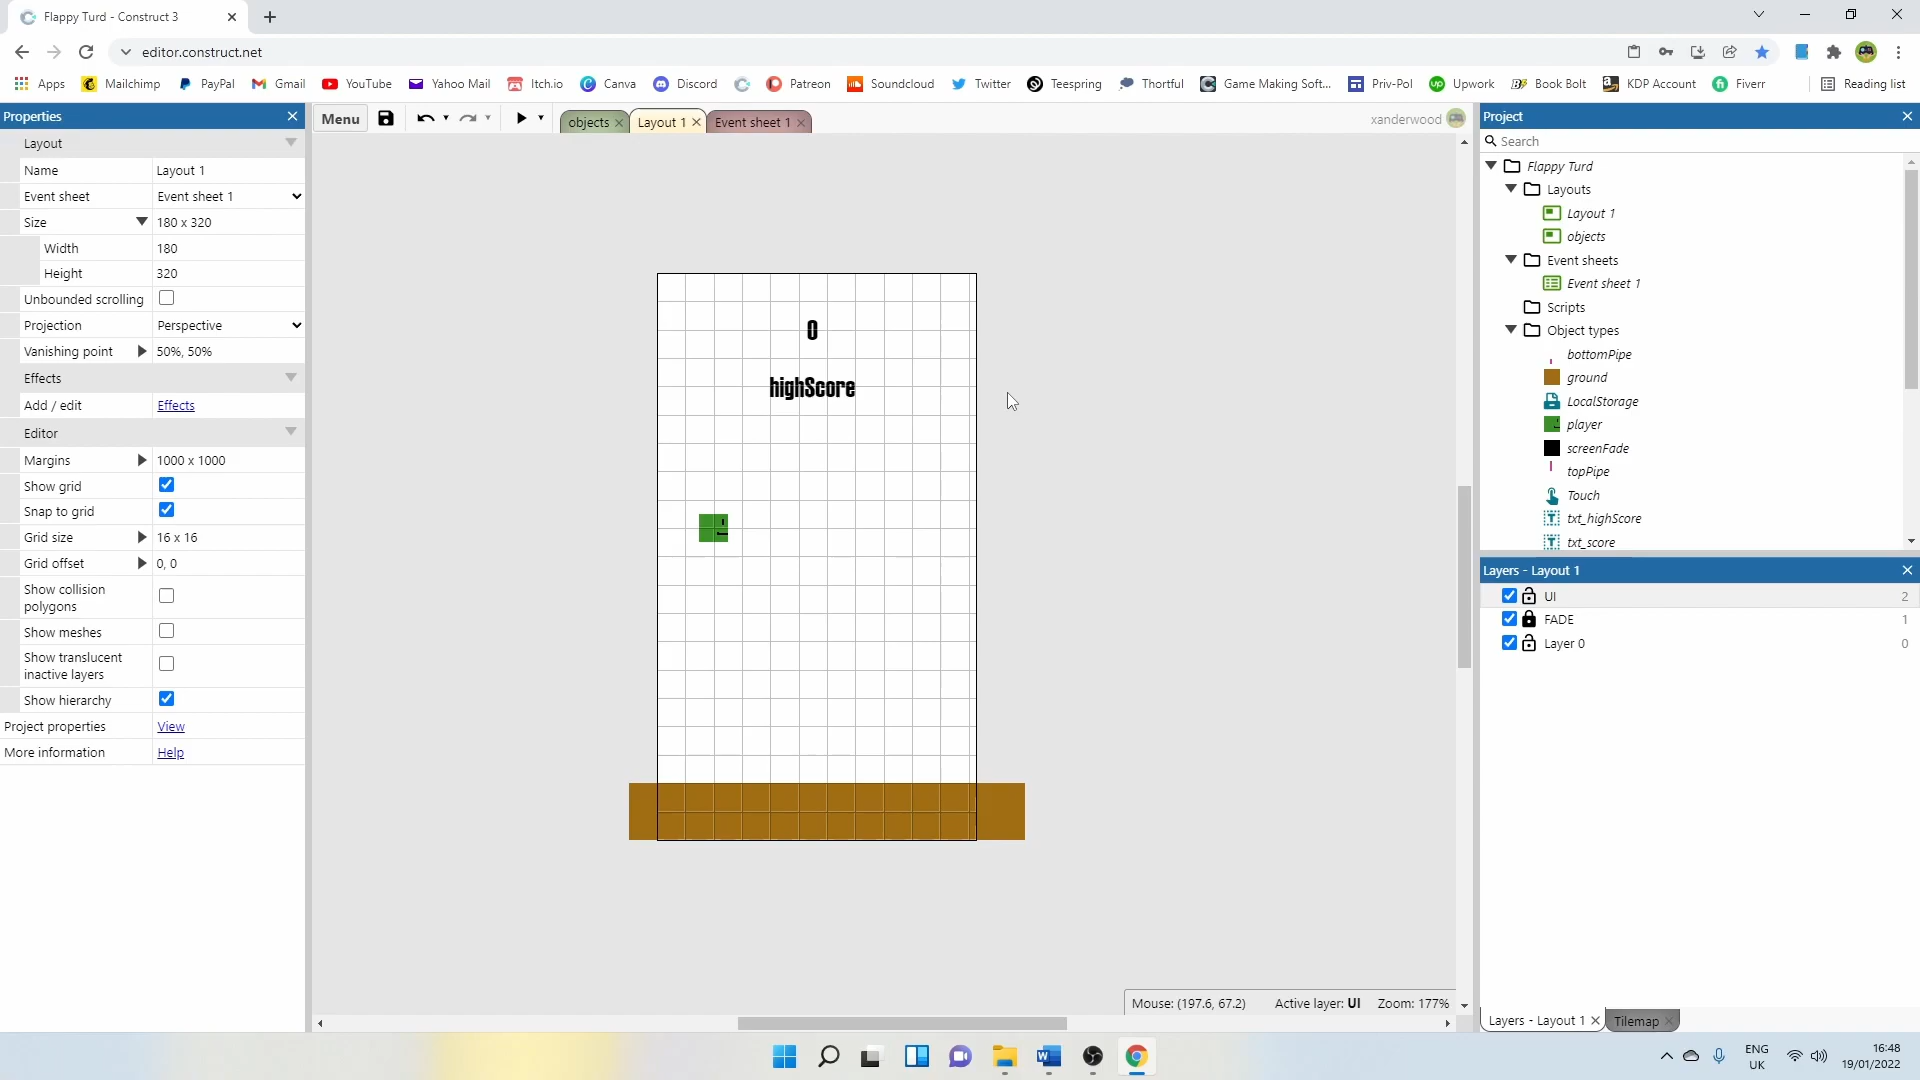 Flappy Turd - Construct 3
editor.construct.net
Apps Mailchimp PayPal Gmail YouTube Yahoo Mail Itch.io Canva Discord Patreon Soundcloud Twitter Teespring Thortful Game Making Soft... Priv-Pol Upwork Book Bolt KDP Account Fiverr Reading list
Properties
Menu
objects
Layout 1
Event sheet 1
xanderwood
Project
Search
Layout
Name Layout 1
Event sheet Event sheet 1
Size 180 x 320
Width 180
Height 320
Unbounded scrolling
Projection Perspective
Vanishing point 50%, 50%
Effects
Add / edit Effects
Editor
Margins 1000 x 1000
Show grid
Snap to grid
Grid size 16 x 16
Grid offset 0, 0
Show collision
polygons
Show meshes
Show translucent
inactive layers
Show hierarchy
Project properties View
More information Help
0
highScore
Flappy Turd
Layouts
Layout 1
objects
Event sheets
Event sheet 1
Scripts
Object types
bottomPipe
ground
LocalStorage
player
screenFade
topPipe
Touch
txt_highScore
txt_score
Layers - Layout 1
UI 2
FADE 1
Layer 0 0
Mouse: (197.6, 67.2) Active layer: UI Zoom: 177%
Layers - Layout 1 Tilemap
ENG
UK
16:48
19/01/2022